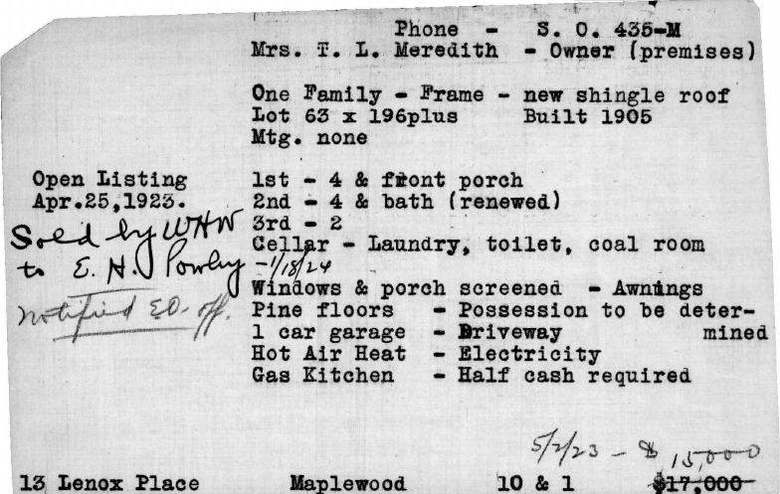 Phone - S. O. 435-M
Mrs. T. L. Meredith - Owner (premises)
One Family - Frame - new shingle roof
Lot 63 x 196plus Built 1905
Mtg. none
Open Listing
Apr.25,1923.
Sold by WHW
to E. H. Powley -1/18/24
notified E.O. off.
1st - 4 & front porch
2nd - 4 & bath (renewed)
3rd - 2
Cellar - Laundry, toilet, coal room
Windows & porch screened - Awnings
Pine floors - Possession to be deter-
1 car garage - Driveway mined
Hot Air Heat - Electricity
Gas Kitchen - Half cash required
5/2/23 - $15,000
13 Lenox Place Maplewood 10 & 1 $17,000